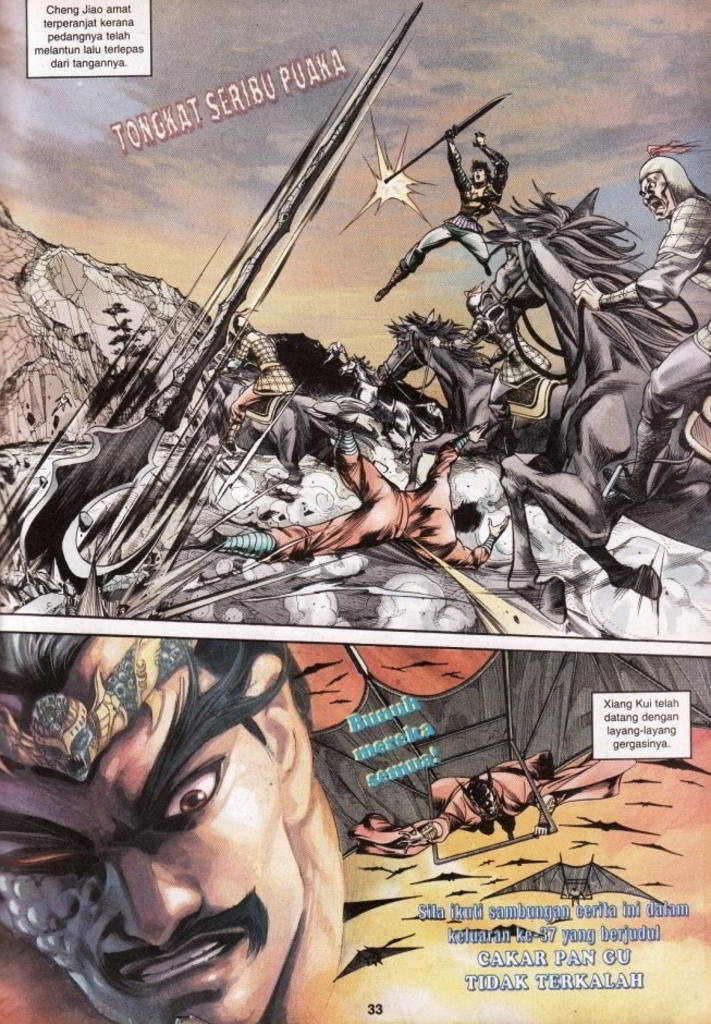 Cheng Jiao amat
terperanjat kerana
pedangnya telah
melantun lalu terlepas
dari tangannya.
TONGKAT SERIBU PUAKA
Xiang Kui telah
datang dengan
layang-layang
gergasinya.
Bunuh
mereka
semua!
Sila ikuti sambungan cerita ini dalam
keluaran ke-37 yang berjudul
CAKAR PAN GU
TIDAK TERKALAH
33